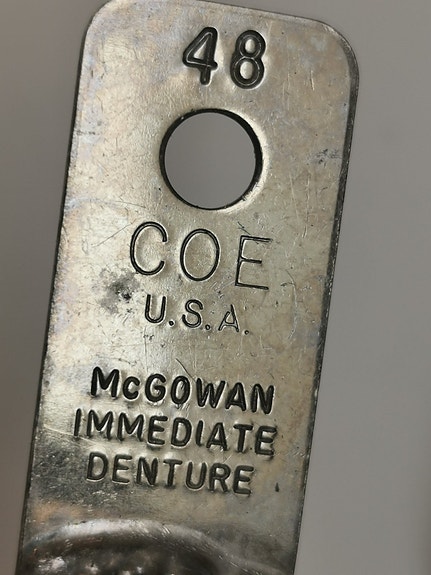 48
COE
U.S.A.
McGOWAN
IMMEDIATE
DENTURE